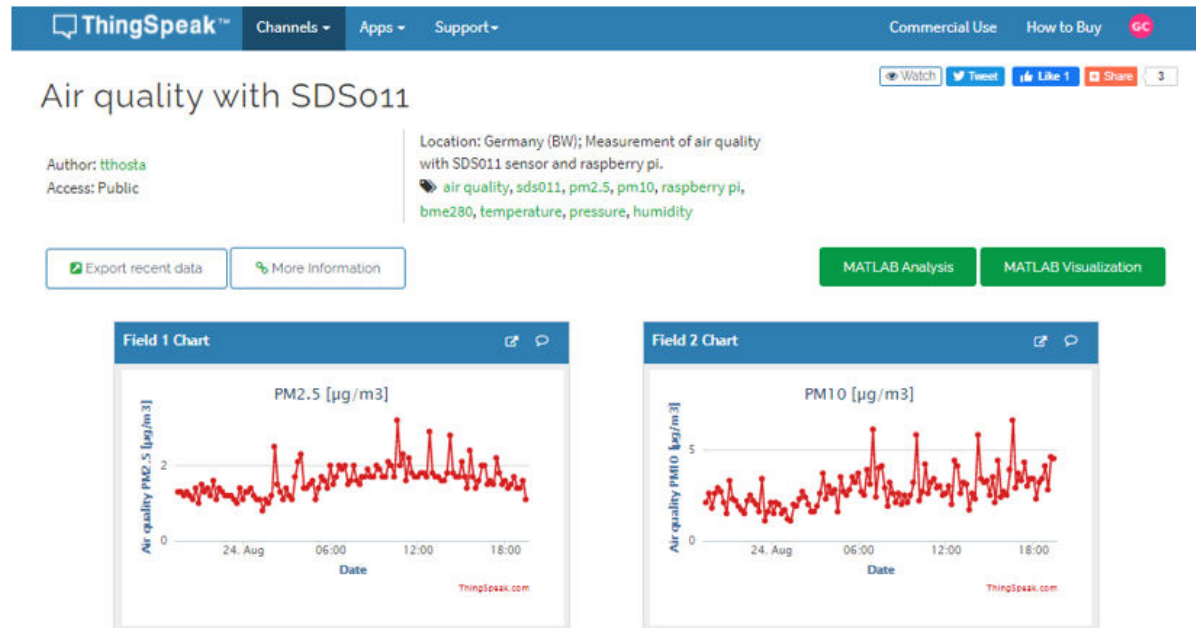 ThingSpeak™ Channels Apps Support Commercial Use How to Buy GC
Watch Tweet Like 1 Share 3
Air quality with SDS011
Author: tthosta
Access: Public
Location: Germany (BW); Measurement of air quality
with SDS011 sensor and raspberry pi.
air quality, sds011, pm2.5, pm10, raspberry pi,
bme280, temperature, pressure, humidity
Export recent data More Information MATLAB Analysis MATLAB Visualization
Field 1 Chart
PM2.5 [µg/m3]
Air quality PM2.5 [µg/m3]
2
0
24. Aug 06:00 12:00 18:00
Date
ThingSpeak.com
Field 2 Chart
PM10 [µg/m3]
Air quality PM10 [µg/m3]
5
0
24. Aug 06:00 12:00 18:00
Date
ThingSpeak.com